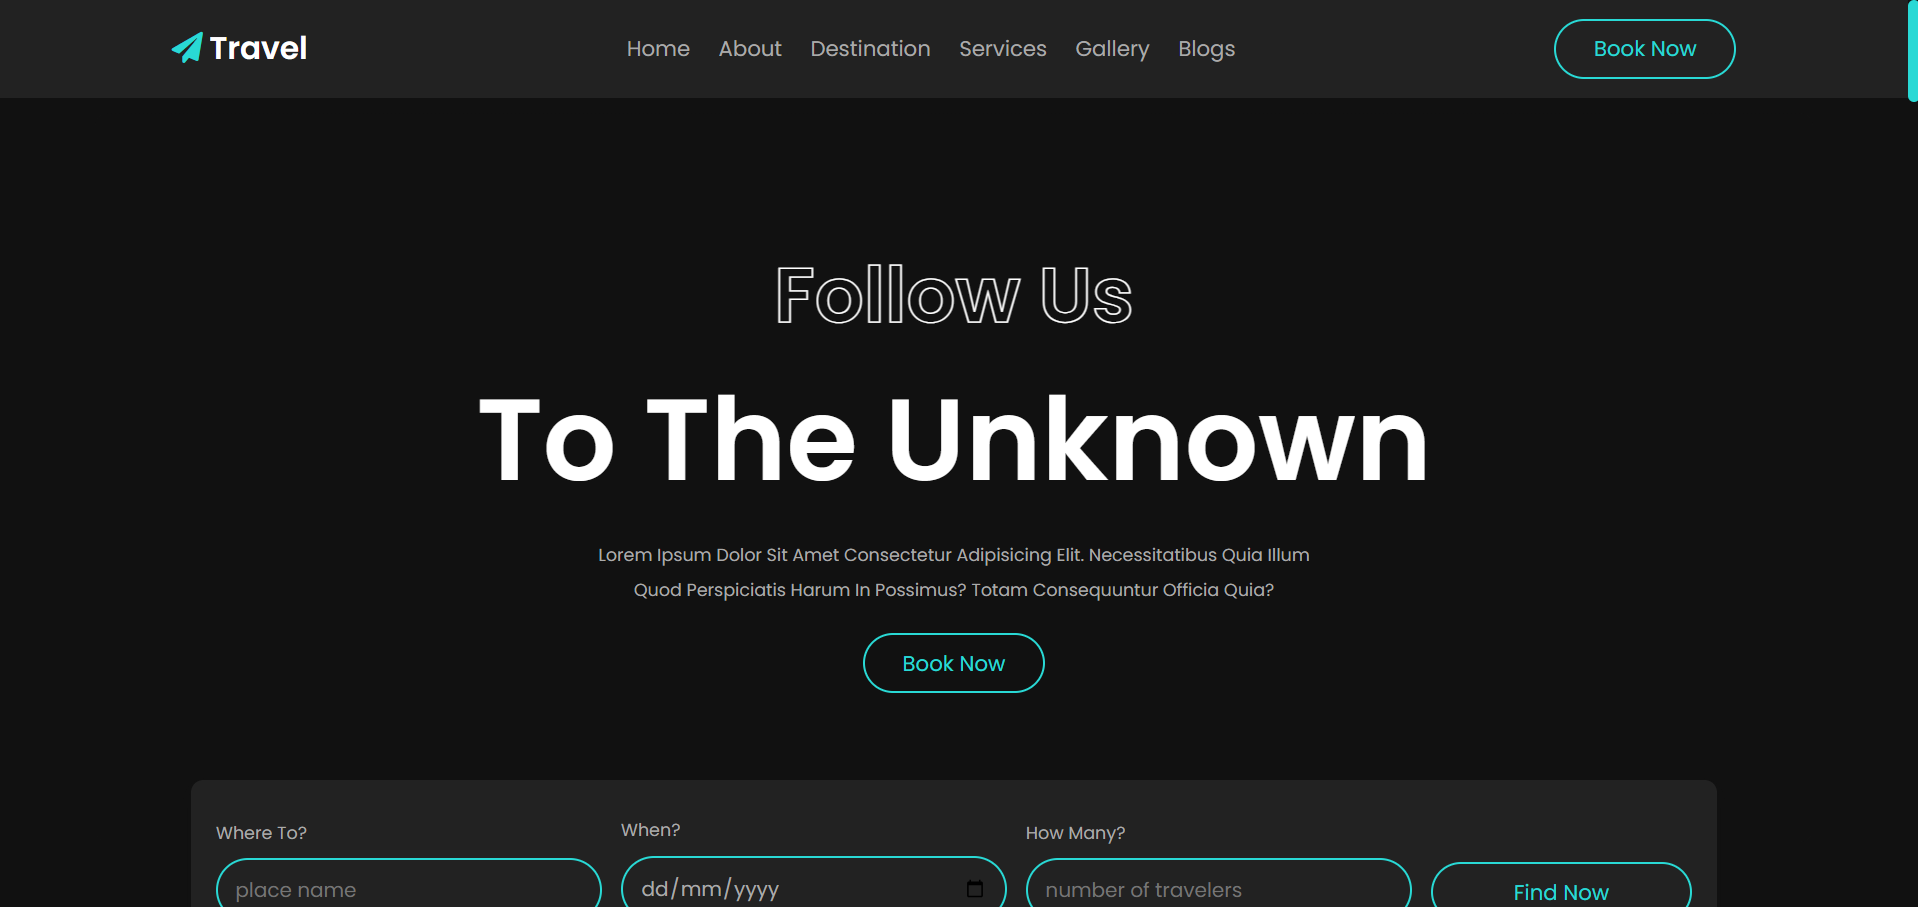 Travel Home About Destination Services Gallery Blogs Book Now
Follow Us
To The Unknown
Lorem Ipsum Dolor Sit Amet Consectetur Adipisicing Elit. Necessitatibus Quia Illum
Quod Perspiciatis Harum In Possimus? Totam Consequuntur Officia Quia?
Book Now
Where To? When? How Many?
place name dd/mm/yyyy number of travelers Find Now